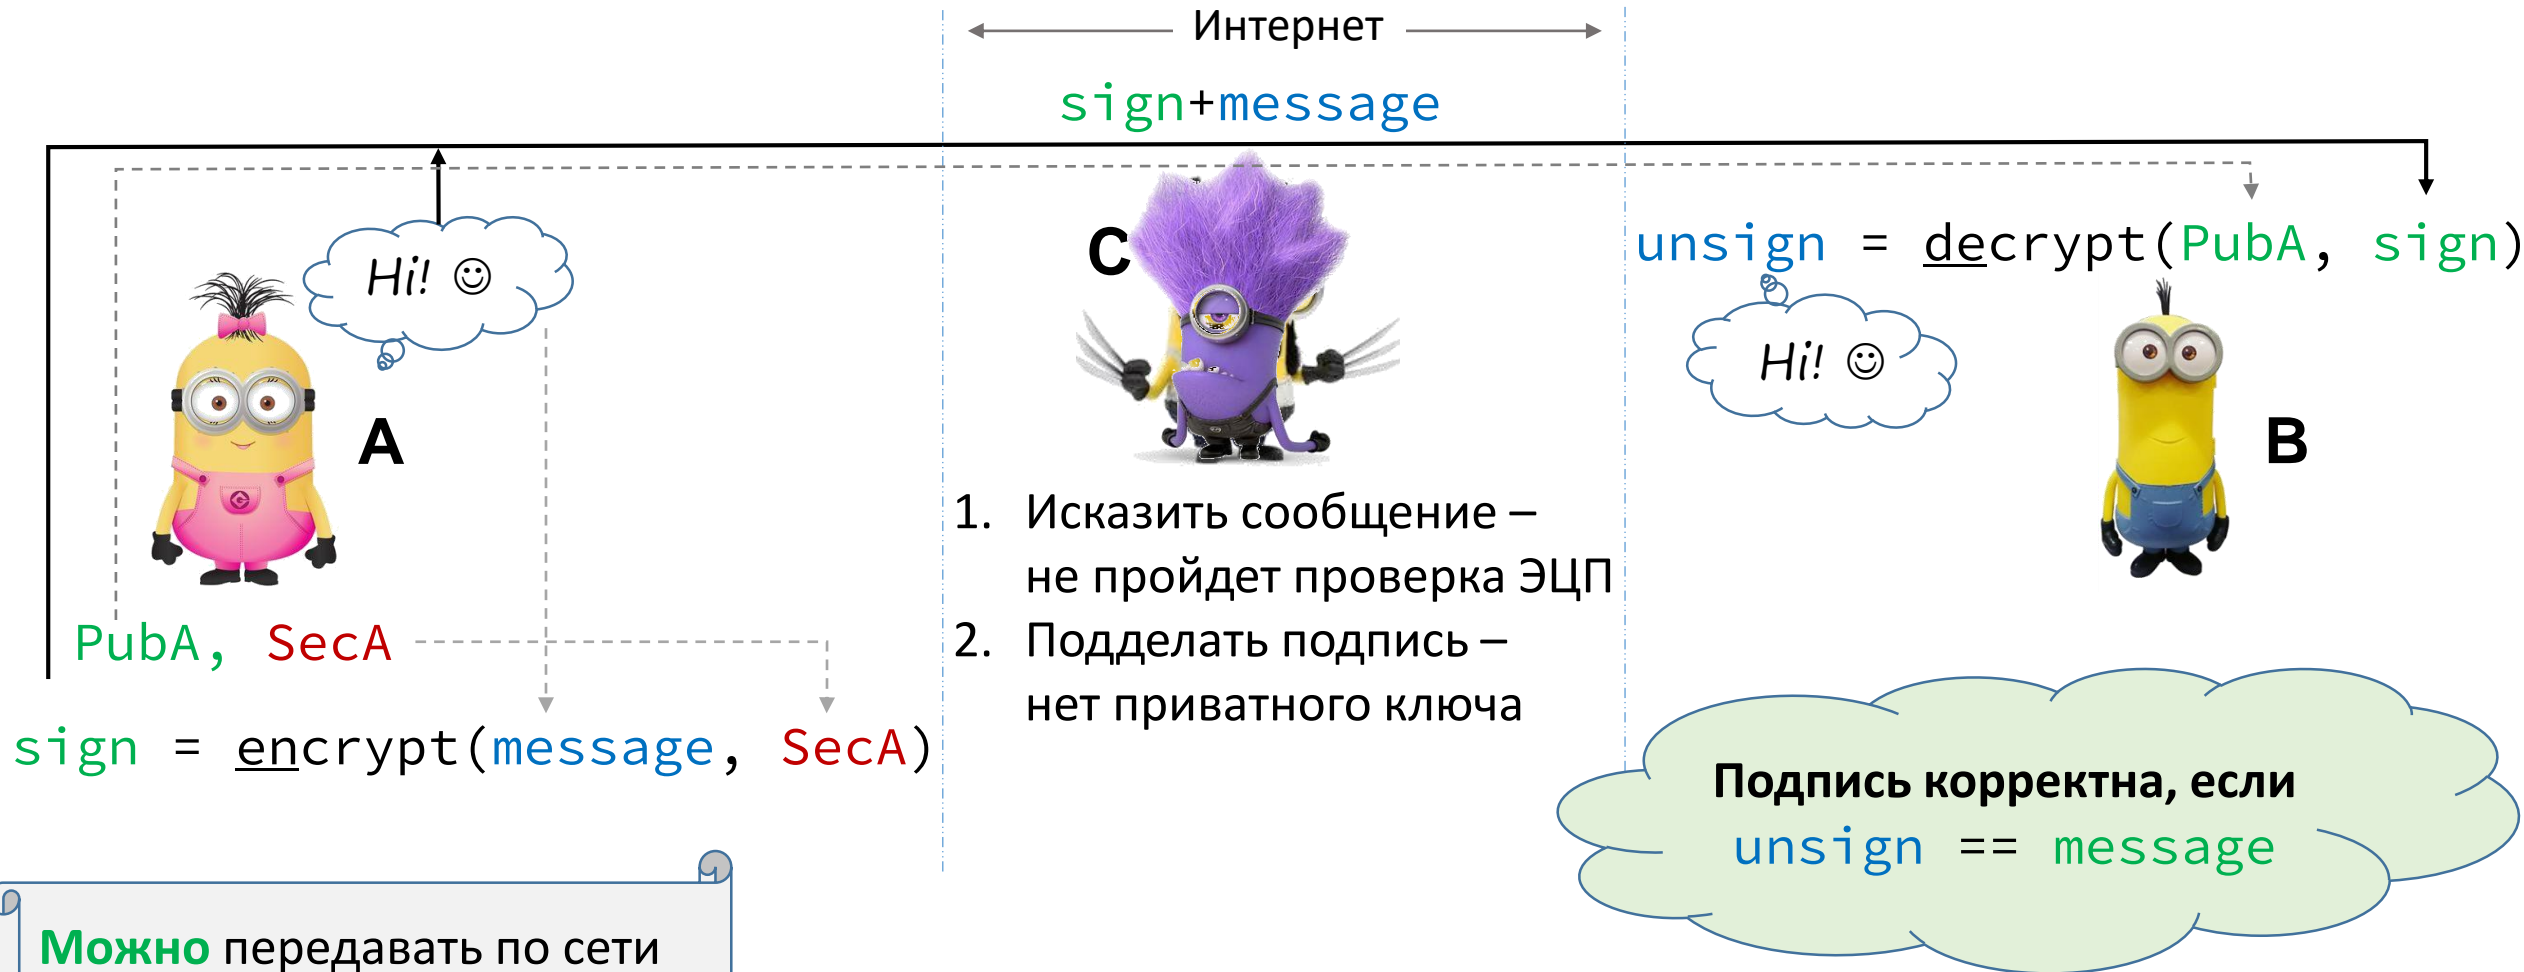 Интернет
sign+message
Hi! ☺
A
PubA, SecA
sign = encrypt(message, SecA)
Можно передавать по сети
C
1. Исказить сообщение –
не пройдет проверка ЭЦП
2. Подделать подпись –
нет приватного ключа
unsign = decrypt(PubA, sign)
Hi! ☺
B
Подпись корректна, если
unsign == message